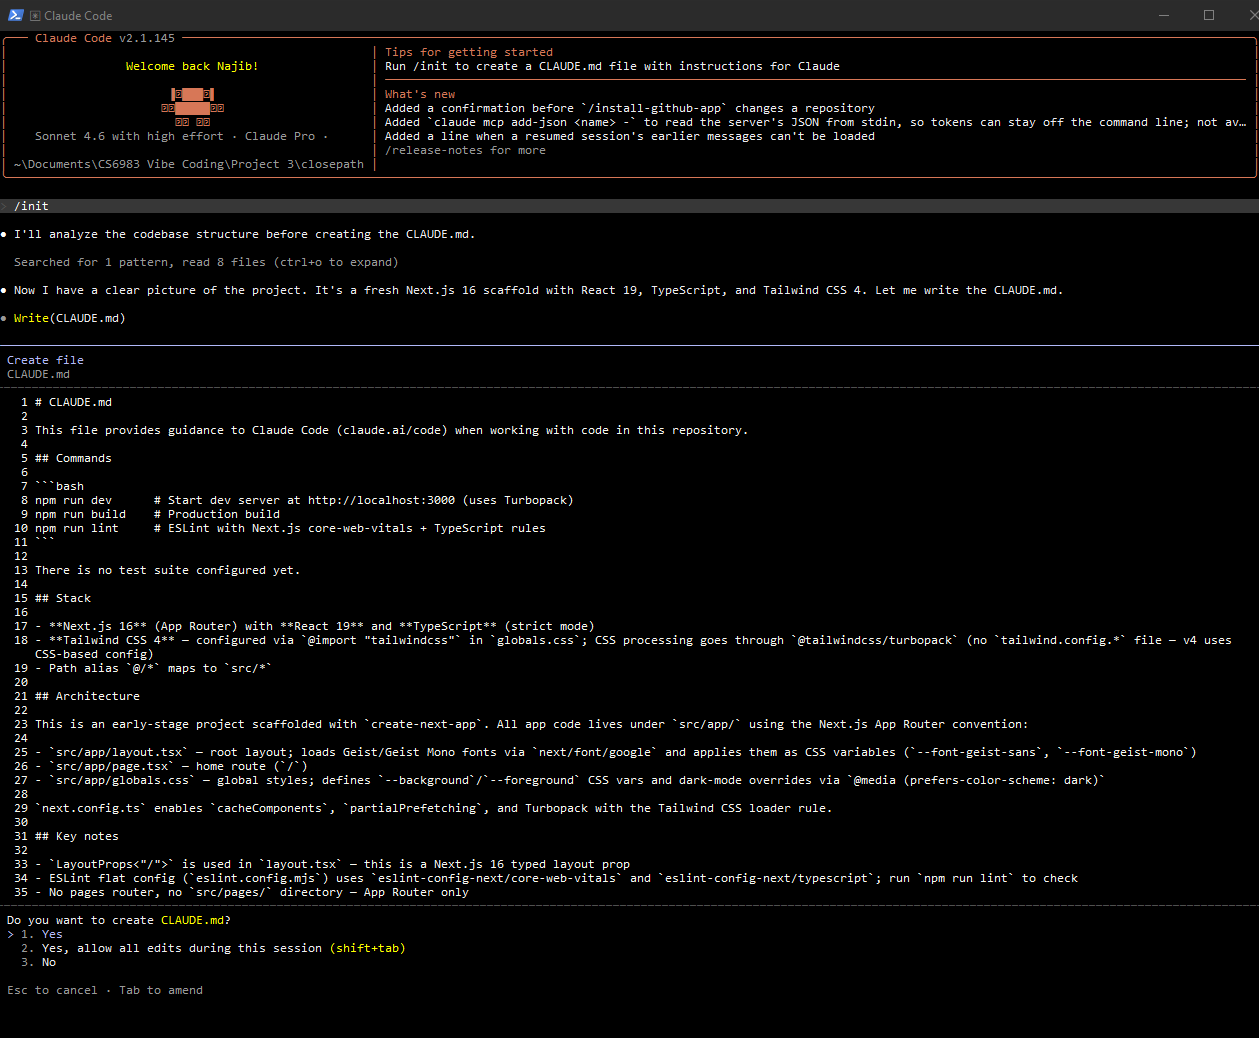 Claude Code
Claude Code v2.1.145
Welcome back Najib!
Sonnet 4.6 with high effort · Claude Pro ·
~\Documents\CS6983 Vibe Coding\Project 3\closepath
Tips for getting started
Run /init to create a CLAUDE.md file with instructions for Claude
What's new
Added a confirmation before `/install-github-app` changes a repository
Added `claude mcp add-json <name> -` to read the server's JSON from stdin, so tokens can stay off the command line; not av…
Added a line when a resumed session's earlier messages can't be loaded
/release-notes for more
> /init
● I'll analyze the codebase structure before creating the CLAUDE.md.
Searched for 1 pattern, read 8 files (ctrl+o to expand)
● Now I have a clear picture of the project. It's a fresh Next.js 16 scaffold with React 19, TypeScript, and Tailwind CSS 4. Let me write the CLAUDE.md.
● Write(CLAUDE.md)
Create file
CLAUDE.md
1 # CLAUDE.md
2
3 This file provides guidance to Claude Code (claude.ai/code) when working with code in this repository.
4
5 ## Commands
6
7 ```bash
8 npm run dev      # Start dev server at http://localhost:3000 (uses Turbopack)
9 npm run build    # Production build
10 npm run lint     # ESLint with Next.js core-web-vitals + TypeScript rules
11 ```
12
13 There is no test suite configured yet.
14
15 ## Stack
16
17 - **Next.js 16** (App Router) with **React 19** and **TypeScript** (strict mode)
18 - **Tailwind CSS 4** — configured via `@import "tailwindcss"` in `globals.css`; CSS processing goes through `@tailwindcss/turbopack` (no `tailwind.config.*` file — v4 uses
CSS-based config)
19 - Path alias `@/*` maps to `src/*`
20
21 ## Architecture
22
23 This is an early-stage project scaffolded with `create-next-app`. All app code lives under `src/app/` using the Next.js App Router convention:
24
25 - `src/app/layout.tsx` — root layout; loads Geist/Geist Mono fonts via `next/font/google` and applies them as CSS variables (`--font-geist-sans`, `--font-geist-mono`)
26 - `src/app/page.tsx` — home route (`/`)
27 - `src/app/globals.css` — global styles; defines `--background`/`--foreground` CSS vars and dark-mode overrides via `@media (prefers-color-scheme: dark)`
28
29 `next.config.ts` enables `cacheComponents`, `partialPrefetching`, and Turbopack with the Tailwind CSS loader rule.
30
31 ## Key notes
32
33 - `LayoutProps<"/">` is used in `layout.tsx` — this is a Next.js 16 typed layout prop
34 - ESLint flat config (`eslint.config.mjs`) uses `eslint-config-next/core-web-vitals` and `eslint-config-next/typescript`; run `npm run lint` to check
35 - No pages router, no `src/pages/` directory — App Router only
Do you want to create CLAUDE.md?
> 1. Yes
2. Yes, allow all edits during this session (shift+tab)
3. No
Esc to cancel · Tab to amend